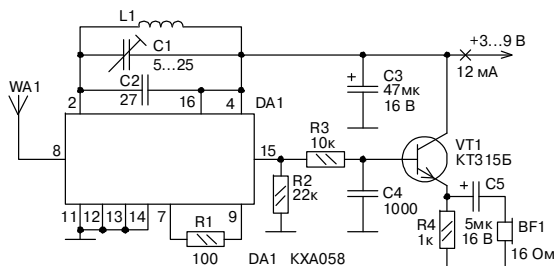 L1
C1
5...25
+3...9 В
12 мА
C2
27
WA1
2
16
4
DA1
C3
47мк
16 В
R3
10к
VT1
КТ315Б
8
15
R2
22к
C4
1000
C5
5мк
16 В
R4
1к
BF1
16 Ом
11
12
13
14
7
9
R1
100
DA1 KXA058